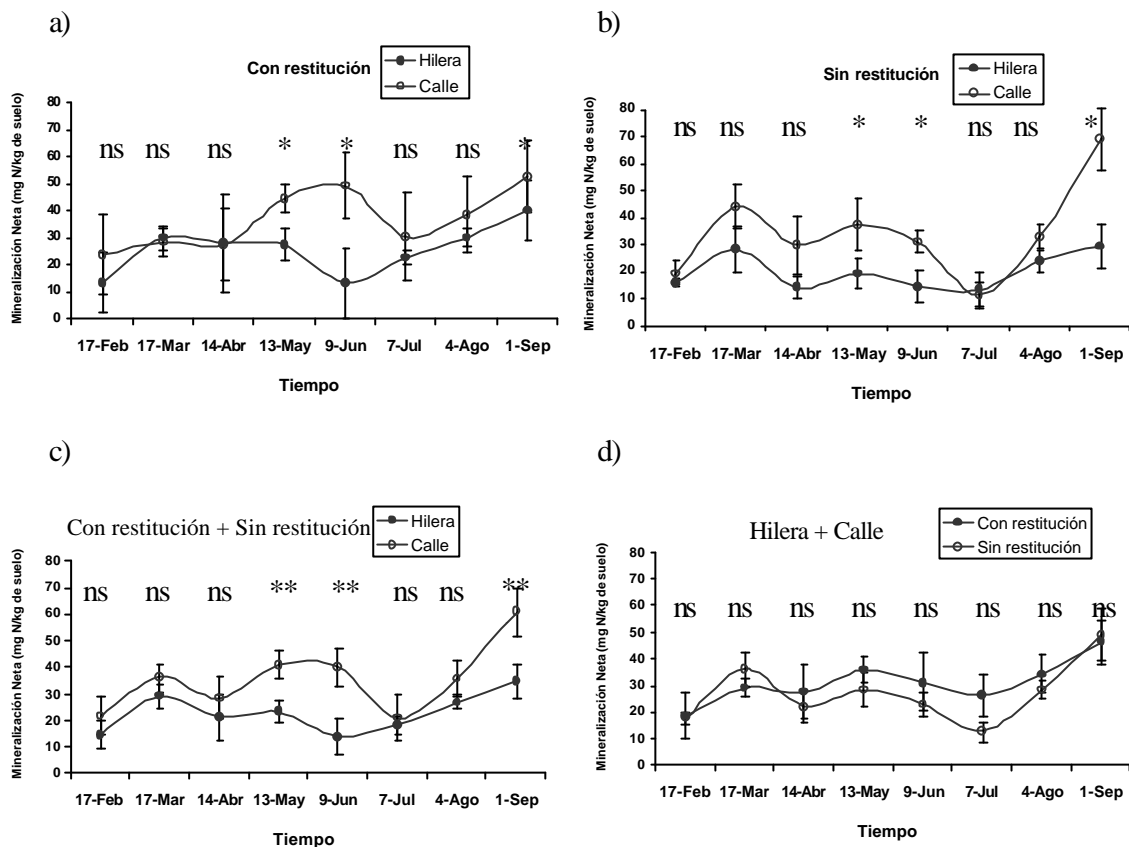 a)
Con restitución
Hilera
Calle
Mineralización Neta (mg N/kg de suelo)
80
70
60
50
40
30
20
10
0
ns ns ns * * ns ns *
17-Feb 17-Mar 14-Abr 13-May 9-Jun 7-Jul 4-Ago 1-Sep
Tiempo
b)
Sin restitución
Hilera
Calle
Mineralización Neta (mg N/kg de suelo)
80
70
60
50
40
30
20
10
0
ns ns ns * * ns ns *
17-Feb 17-Mar 14-Abr 13-May 9-Jun 7-Jul 4-Ago 1-Sep
Tiempo
c)
Con restitución + Sin restitución
Hilera
Calle
Mineralización Neta (mg N/kg de suelo)
80
70
60
50
40
30
20
10
0
ns ns ns ** ** ns ns **
17-Feb 17-Mar 14-Abr 13-May 9-Jun 7-Jul 4-Ago 1-Sep
Tiempo
d)
Hilera + Calle
Con restitución
Sin restitución
Mineralización Neta (mg N/kg de suelo)
80
70
60
50
40
30
20
10
0
ns ns ns ns ns ns ns ns
17-Feb 17-Mar 14-Abr 13-May 9-Jun 7-Jul 4-Ago 1-Sep
Tiempo